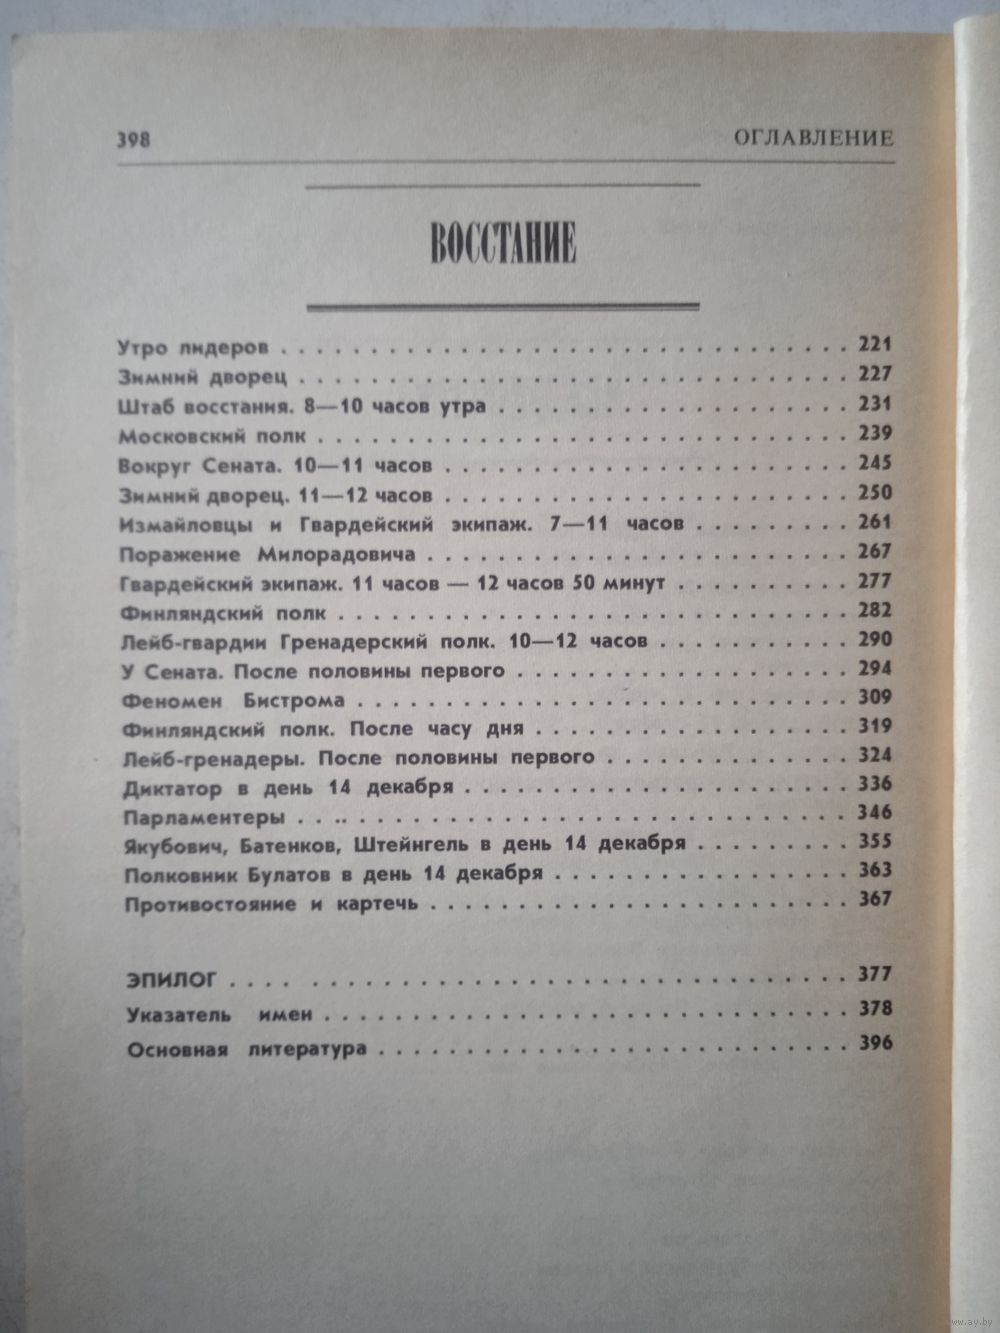 398 ОГЛАВЛЕНИЕ
ВОССТАНИЕ
Утро лидеров . . . . . . . . . . . . . . . . . . . . . . . . . . . . . . . . 221
Зимний дворец . . . . . . . . . . . . . . . . . . . . . . . . . . . . . . . 227
Штаб восстания. 8—10 часов утра . . . . . . . . . . . . . . . . . . . . 231
Московский полк . . . . . . . . . . . . . . . . . . . . . . . . . . . . . . 239
Вокруг Сената. 10—11 часов . . . . . . . . . . . . . . . . . . . . . . . 245
Зимний дворец. 11—12 часов . . . . . . . . . . . . . . . . . . . . . . . 250
Измайловцы и Гвардейский экипаж. 7—11 часов . . . . . . . . . 261
Поражение Милорадовича . . . . . . . . . . . . . . . . . . . . . . . . 267
Гвардейский экипаж. 11 часов — 12 часов 50 минут . . . . . . . . . . 277
Финляндский полк . . . . . . . . . . . . . . . . . . . . . . . . . . . . . 282
Лейб-гвардии Гренадерский полк. 10—12 часов . . . . . . . . . . . 290
У Сената. После половины первого . . . . . . . . . . . . . . . . . . . 294
Феномен Бистрома . . . . . . . . . . . . . . . . . . . . . . . . . . . . 309
Финляндский полк. После часу дня . . . . . . . . . . . . . . . . . . 319
Лейб-гренадеры. После половины первого . . . . . . . . . . . . . . 324
Диктатор в день 14 декабря . . . . . . . . . . . . . . . . . . . . . . 336
Парламентеры . . . .. . . . . . . . . . . . . . . . . . . . . . . . . . . . 346
Якубович, Батенков, Штейнгель в день 14 декабря . . . . . . . . . 355
Полковник Булатов в день 14 декабря . . . . . . . . . . . . . . . . . 363
Противостояние и картечь . . . . . . . . . . . . . . . . . . . . . . . . 367
ЭПИЛОГ . . . . . . . . . . . . . . . . . . . . . . . . . . . . . . . . . . 377
Указатель имен . . . . . . . . . . . . . . . . . . . . . . . . . . . . . . 378
Основная литература . . . . . . . . . . . . . . . . . . . . . . . . . . . 396
www.ay.by